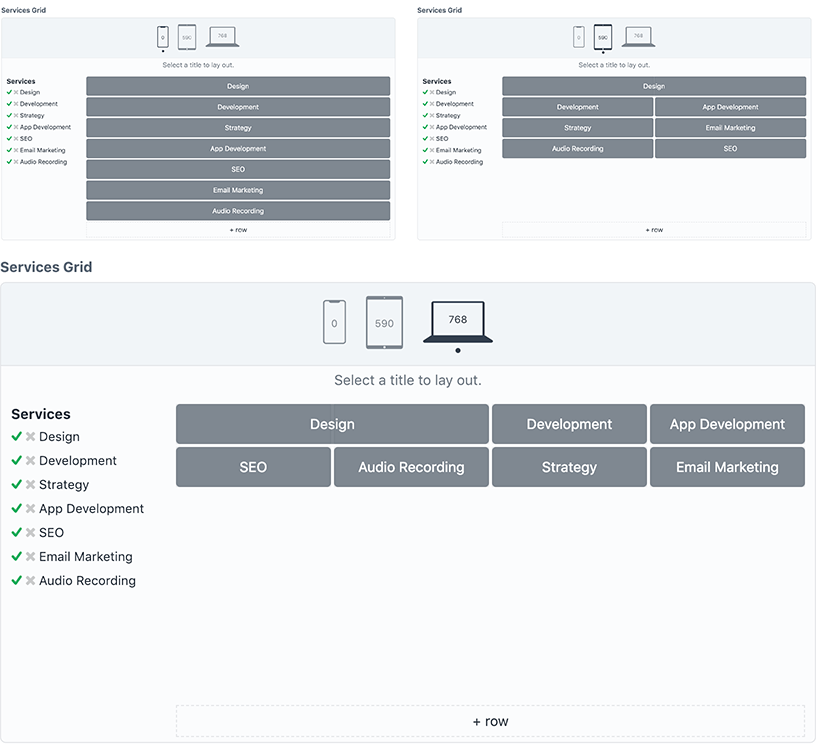 Services Grid
0 590 768
Select a title to lay out.
Services
Design
Development
Strategy
App Development
SEO
Email Marketing
Audio Recording
Design
Development
Strategy
App Development
SEO
Email Marketing
Audio Recording
+ row
Services Grid
0 590 768
Select a title to lay out.
Services
Design
Development
Strategy
App Development
SEO
Email Marketing
Audio Recording
Design
Development App Development
Strategy Email Marketing
Audio Recording SEO
+ row
Services Grid
0 590 768
Select a title to lay out.
Services
Design
Development
Strategy
App Development
SEO
Email Marketing
Audio Recording
Design Development App Development
SEO Audio Recording Strategy Email Marketing
+ row